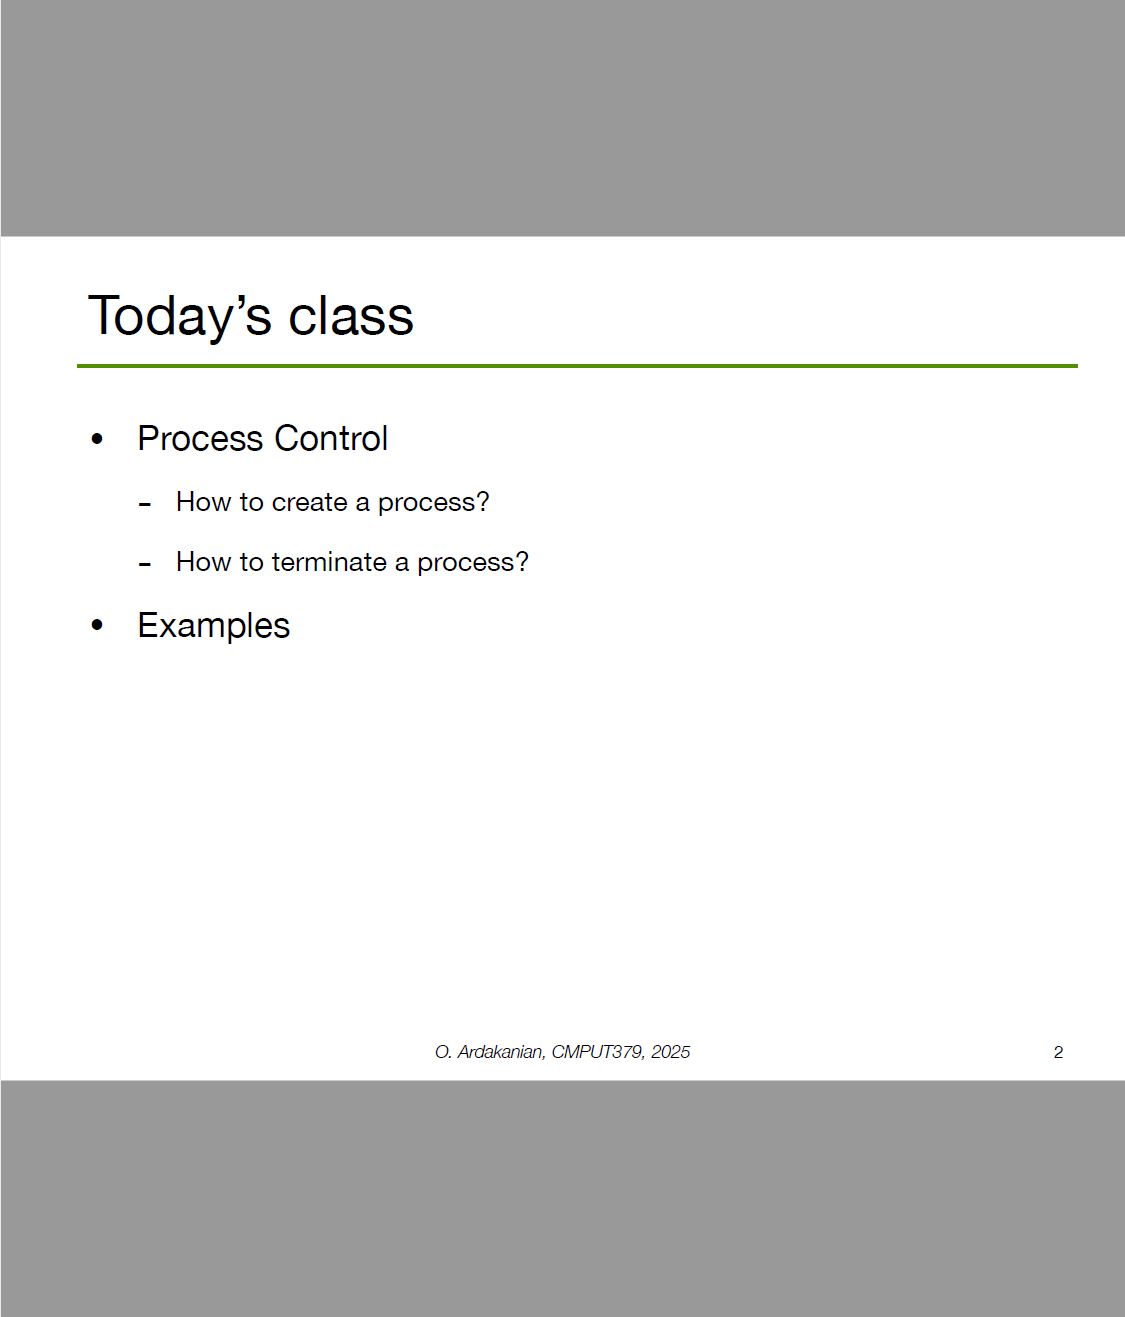 Today’s class
• Process Control
– How to create a process?
– How to terminate a process?
• Examples
O. Ardakanian, CMPUT379, 2025
2